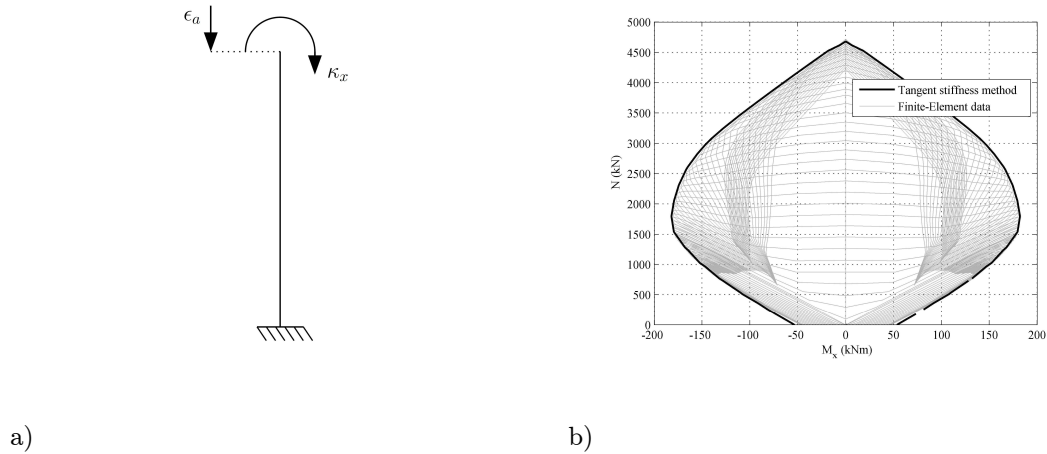 ϵₐ
κₓ
5000
4500
4000
3500
3000
2500
2000
1500
1000
500
0
N (kN)
Tangent stiffness method
Finite-Element data
-200 -150 -100 -50 0 50 100 150 200
Mₓ (kNm)
a) b)